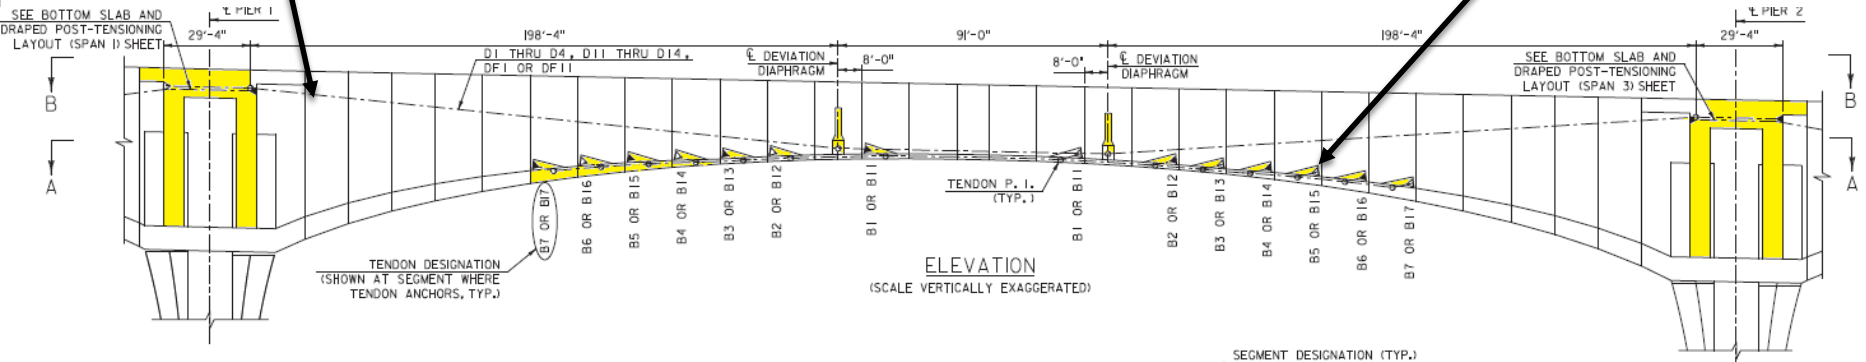 SEE BOTTOM SLAB AND
DRAPED POST-TENSIONING
LAYOUT (SPAN 1) SHEET
℄ PIER 1
29'-4"
198'-4"
D1 THRU D4, D11 THRU D14,
DF1 OR DF11
℄ DEVIATION
DIAPHRAGM
8'-0"
91'-0"
8'-0"
℄ DEVIATION
DIAPHRAGM
198'-4"
SEE BOTTOM SLAB AND
DRAPED POST-TENSIONING
LAYOUT (SPAN 3) SHEET
29'-4"
℄ PIER 2
B
A
B
A
B7 OR B17
B6 OR B16
B5 OR B15
B4 OR B14
B3 OR B13
B2 OR B12
B1 OR B11
TENDON P. I.
(TYP.)
B1 OR B11
B2 OR B12
B3 OR B13
B4 OR B14
B5 OR B15
B6 OR B16
B7 OR B17
TENDON DESIGNATION
(SHOWN AT SEGMENT WHERE
TENDON ANCHORS, TYP.)
ELEVATION
(SCALE VERTICALLY EXAGGERATED)
SEGMENT DESIGNATION (TYP.)